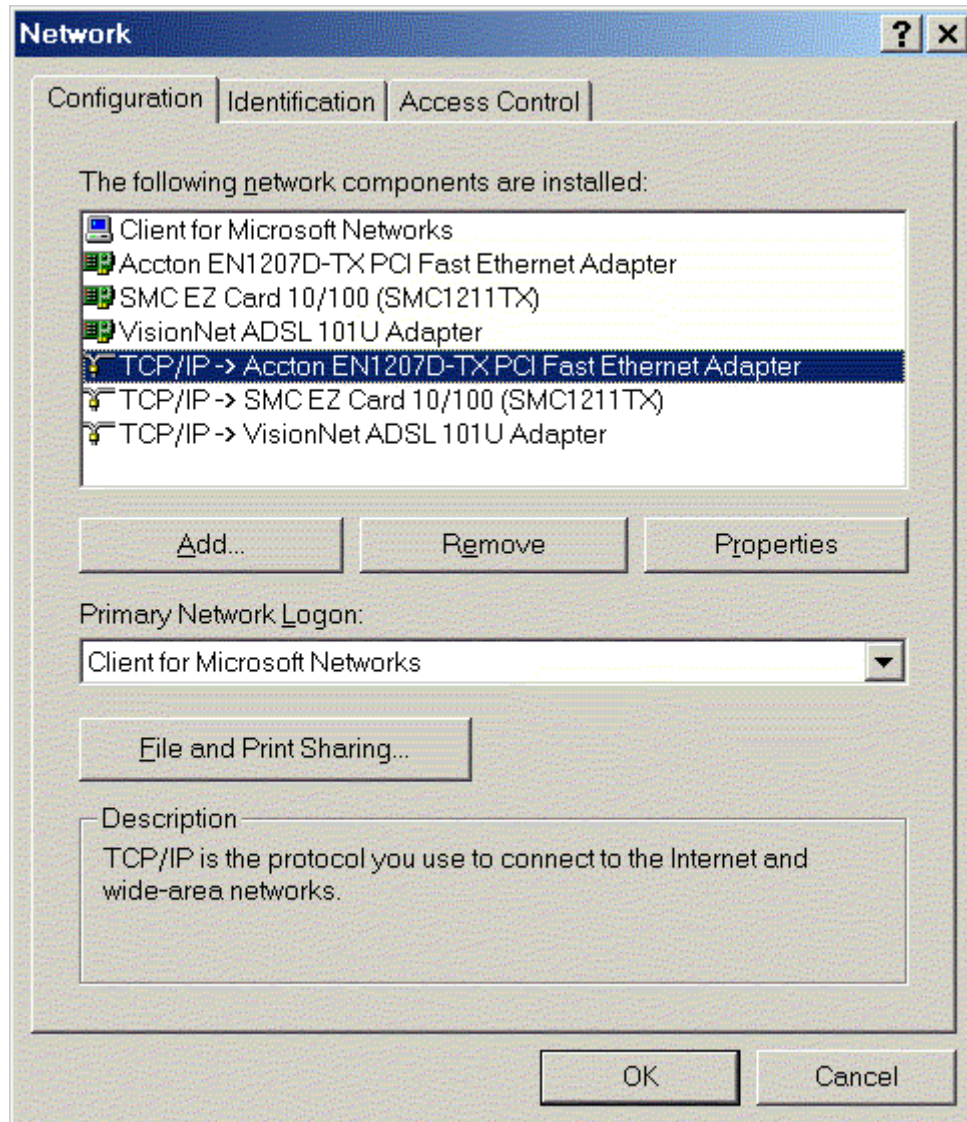 Network
Configuration Identification Access Control
The following network components are installed:
Client for Microsoft Networks
Accton EN1207D-TX PCI Fast Ethernet Adapter
SMC EZ Card 10/100 (SMC1211TX)
VisionNet ADSL 101U Adapter
TCP/IP -> Accton EN1207D-TX PCI Fast Ethernet Adapter
TCP/IP -> SMC EZ Card 10/100 (SMC1211TX)
TCP/IP -> VisionNet ADSL 101U Adapter
Add... Remove Properties
Primary Network Logon:
Client for Microsoft Networks
File and Print Sharing...
Description
TCP/IP is the protocol you use to connect to the Internet and
wide-area networks.
OK Cancel